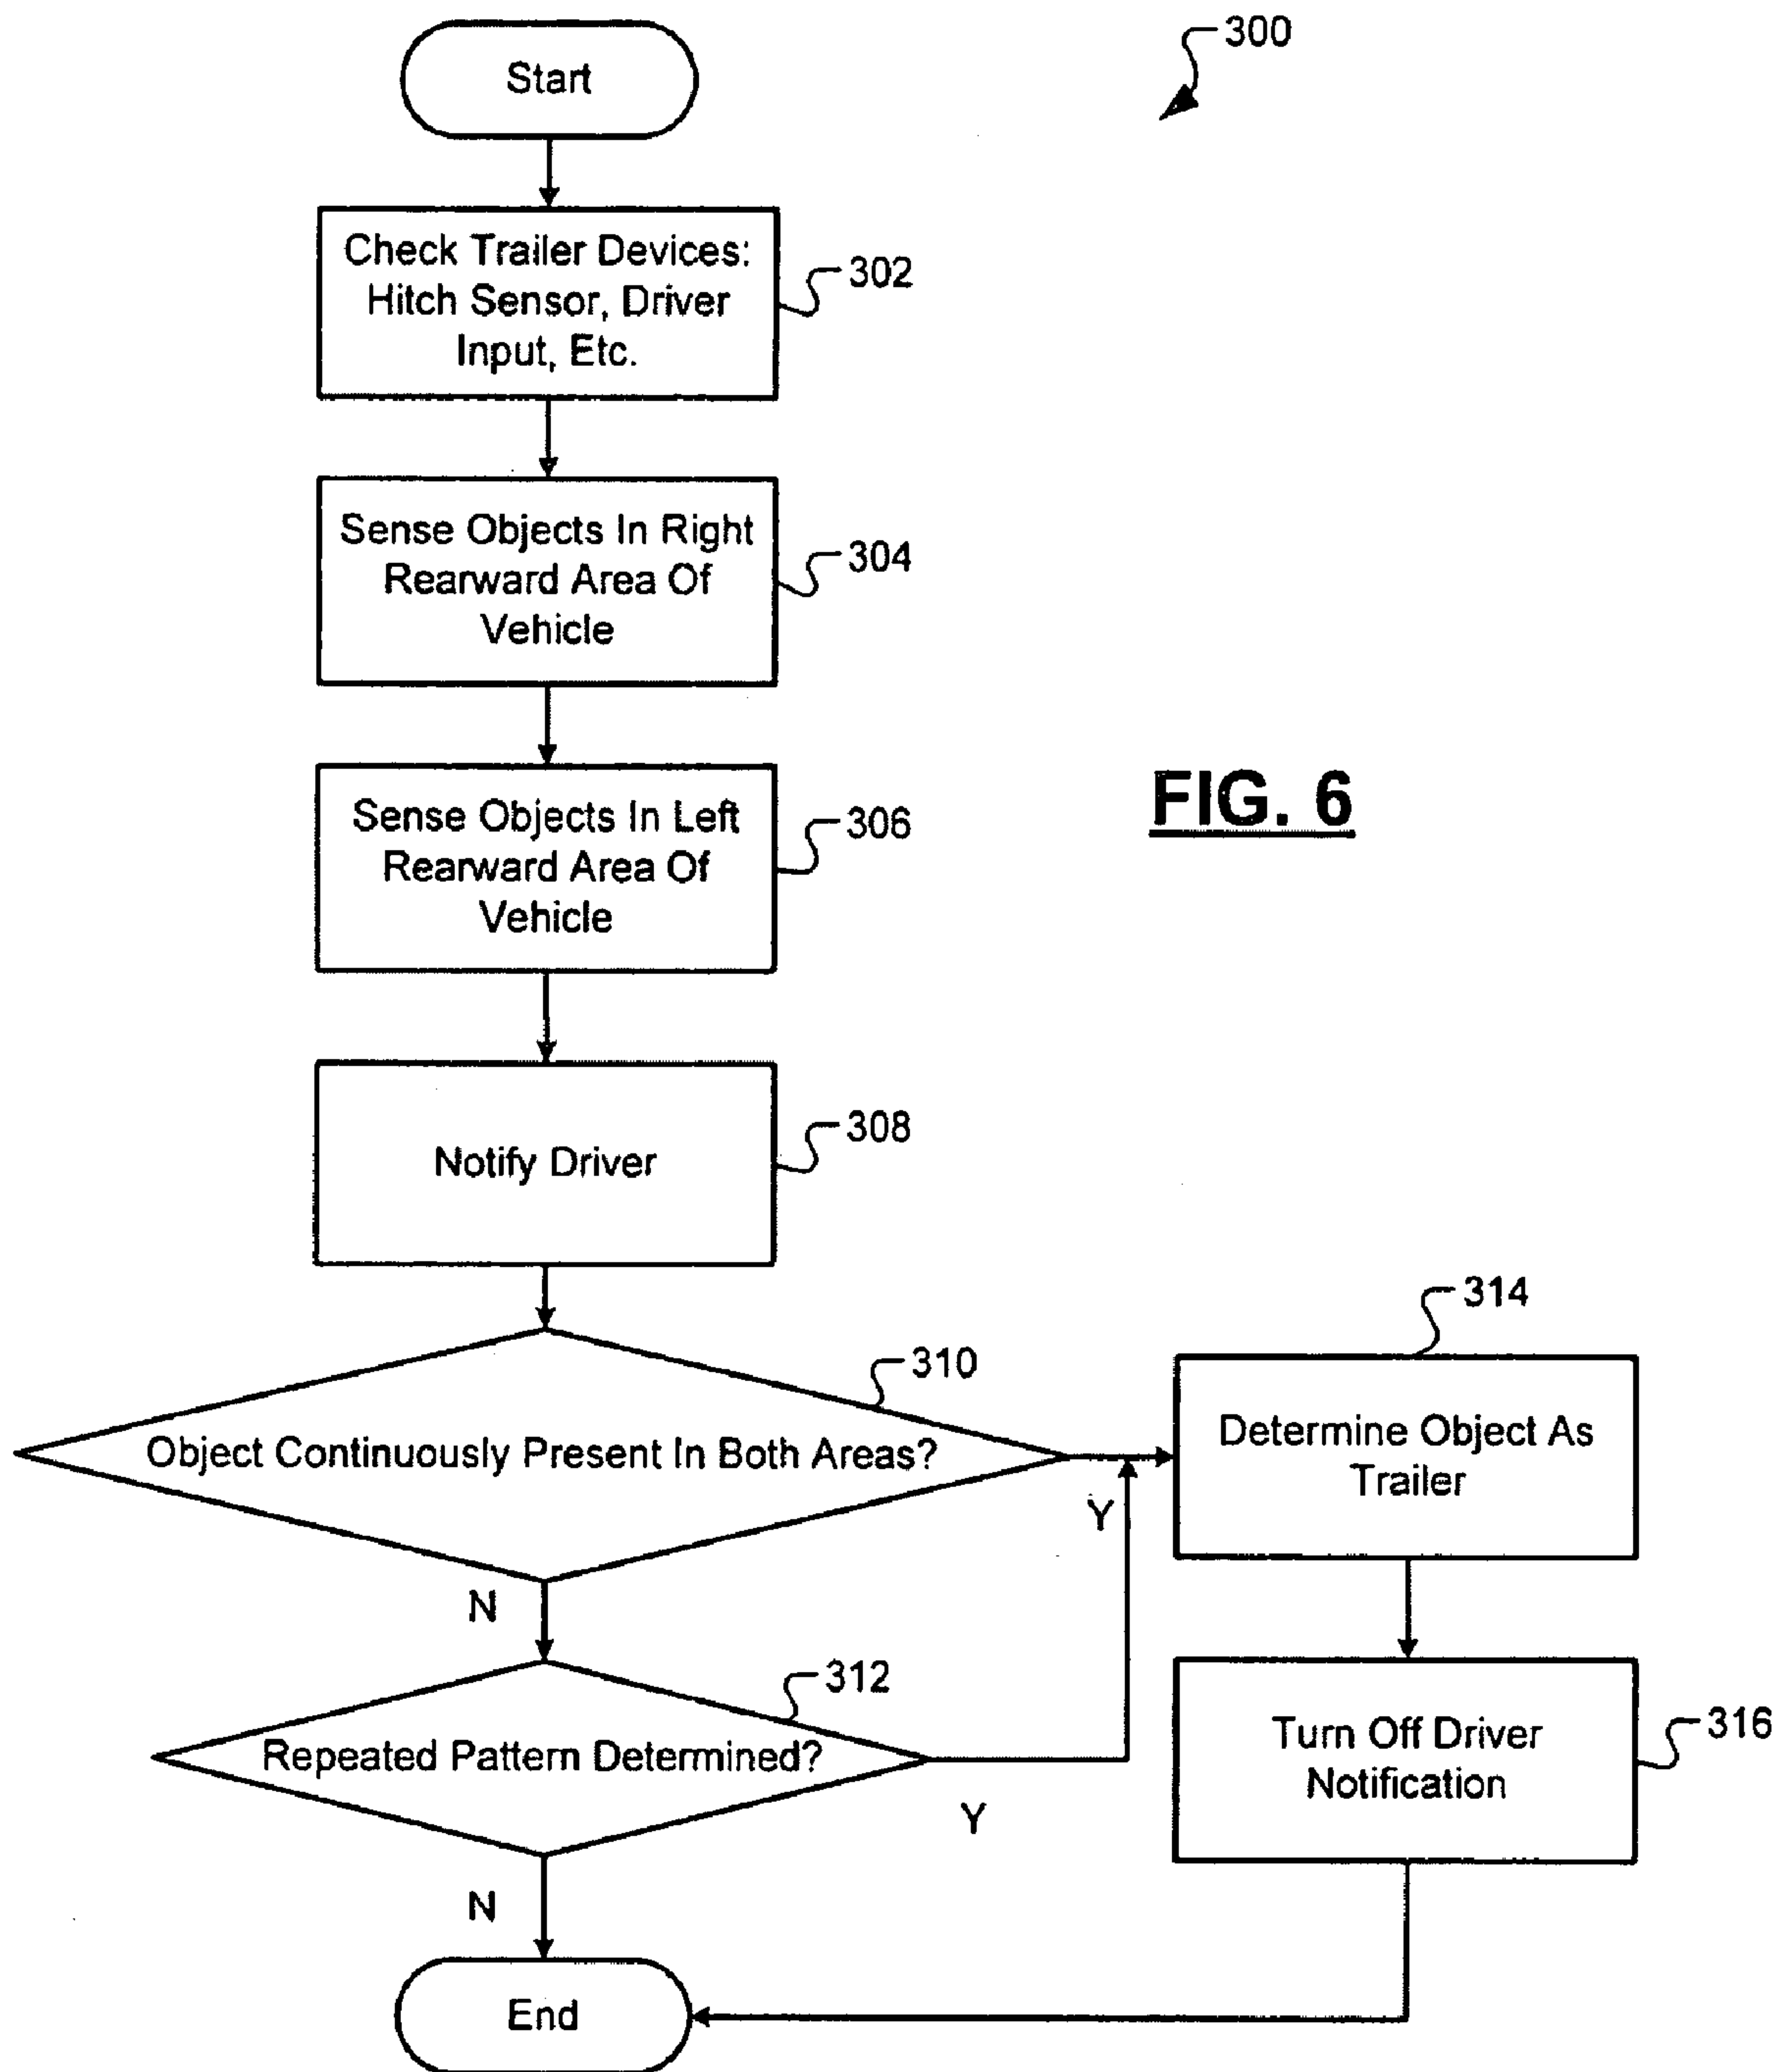 Start
300
Check Trailer Devices:
Hitch Sensor, Driver
Input, Etc.
302
Sense Objects In Right
Rearward Area Of
Vehicle
304
Sense Objects In Left
Rearward Area Of
Vehicle
306
FIG. 6
Notify Driver
308
Object Continuously Present In Both Areas?
310
Y
N
Determine Object As
Trailer
314
Repeated Pattern Determined?
312
Y
N
Turn Off Driver
Notification
316
End